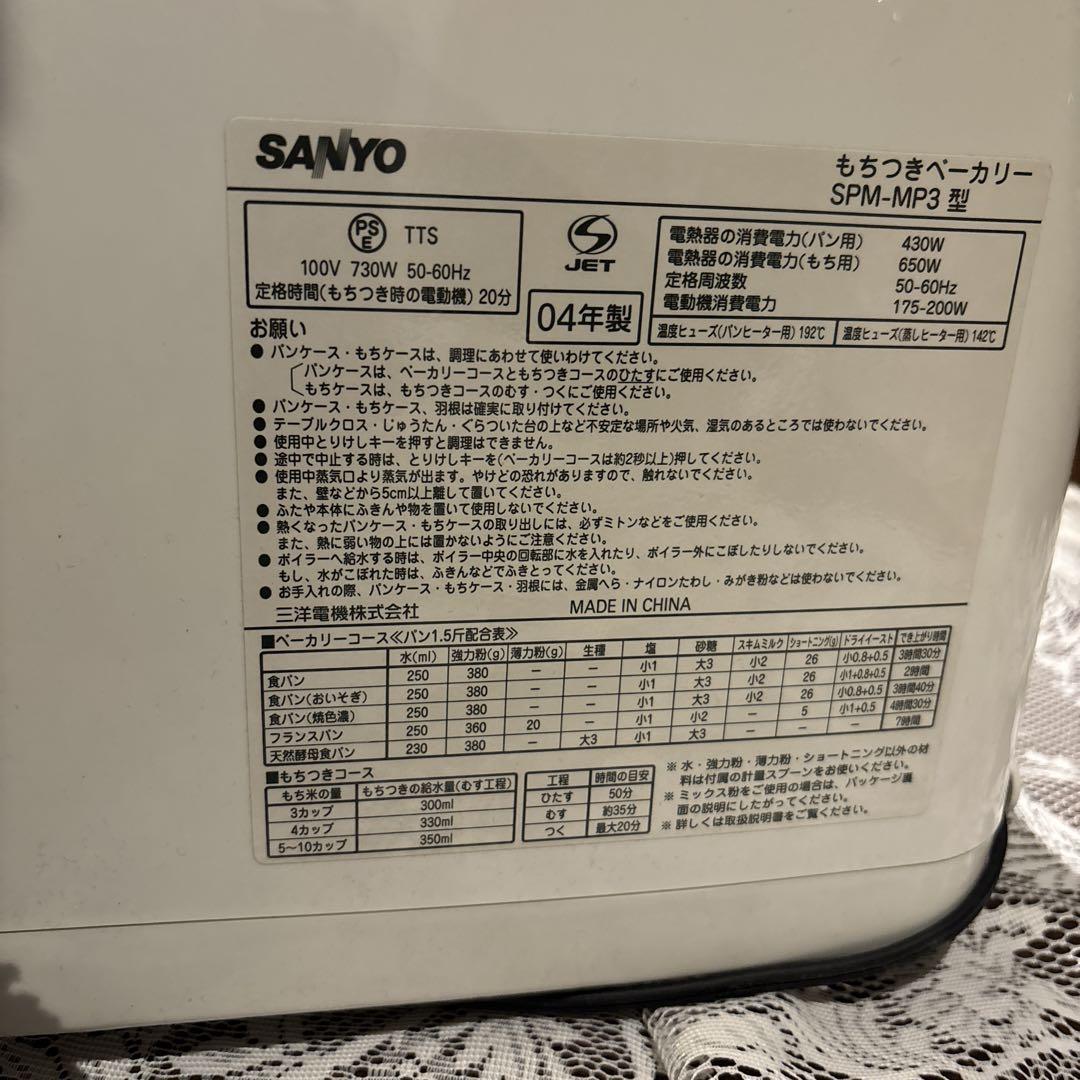 SANYO
もちつきベーカリー
SPM-MP3 型
PSE TTS
100V 730W 50-60Hz
定格時間(もちつき時の電動機) 20分
JET
04年製
電熱器の消費電力(パン用) 430W
電熱器の消費電力(もち用) 650W
定格周波数 50-60Hz
電動機消費電力 175-200W
温度ヒューズ(パンヒーター用) 192℃ 温度ヒューズ(蒸しヒーター用) 142℃
お願い
● パンケース・もちケースは、調理にあわせて使いわけてください。
パンケースは、ベーカリーコースともちつきコースのひたすにご使用ください。
もちケースは、もちつきコースのむす・つくにご使用ください。
● パンケース・もちケース、羽根は確実に取り付けてください。
● テーブルクロス・じゅうたん・ぐらついた台の上など不安定な場所や火気、湿気のあるところでは使わないでください。
● 使用中とりけしキーを押すと調理はできません。
● 途中で中止する時は、とりけしキーを(ベーカリーコースは約2秒以上)押してください。
● 使用中蒸気口より蒸気が出ます。やけどの恐れがありますので、触れないでください。
また、壁などから5cm以上離して置いてください。
● ふたや本体にふきんや物を置いて使用しないでください。
● 熱くなったパンケース・もちケースの取り出しには、必ずミトンなどをご使用ください。
また、熱に弱い物の上には置かないようにご注意ください。
● ボイラーへ給水する時は、ボイラー中央の回転部に水を入れたり、ボイラー外にこぼしたりしないでください。
もし、水がこぼれた時は、ふきんなどでふきとってください。
● お手入れの際、パンケース・もちケース・羽根には、金属へら・ナイロンたわし・みがき粉などは使わないでください。
三洋電機株式会社 MADE IN CHINA
■ベーカリーコース≪パン1.5斤配合表≫
水(ml) 強力粉(g) 薄力粉(g) 生種 塩 砂糖 スキムミルク ショートニング(g) ドライイースト でき上がり時間
食パン 250 380 − − 小1 大3 小2 26 小0.8+0.5 3時間30分
食パン(おいそぎ) 250 380 − − 小1 大3 小2 26 小1+0.8+0.5 2時間
食パン(焼色濃) 250 380 − − 小1 大3 小2 26 小0.8+0.5 3時間40分
フランスパン 250 360 20 − 小1 小2 − 5 小1+0.5 4時間30分
天然酵母食パン 230 380 − 大3 小1 大3 − − − 7時間
■もちつきコース
もち米の量 もちつきの給水量(むす工程)
3カップ 300ml
4カップ 330ml
5〜10カップ 350ml
工程 時間の目安
ひたす 50分
むす 約35分
つく 最大20分
※ 水・強力粉・薄力粉・ショートニング以外の材
料は付属の計量スプーンをお使いください。
※ ミックス粉をご使用の場合は、パッケージ裏
面の説明にしたがってください。
※ 詳しくは取扱説明書をご覧ください。